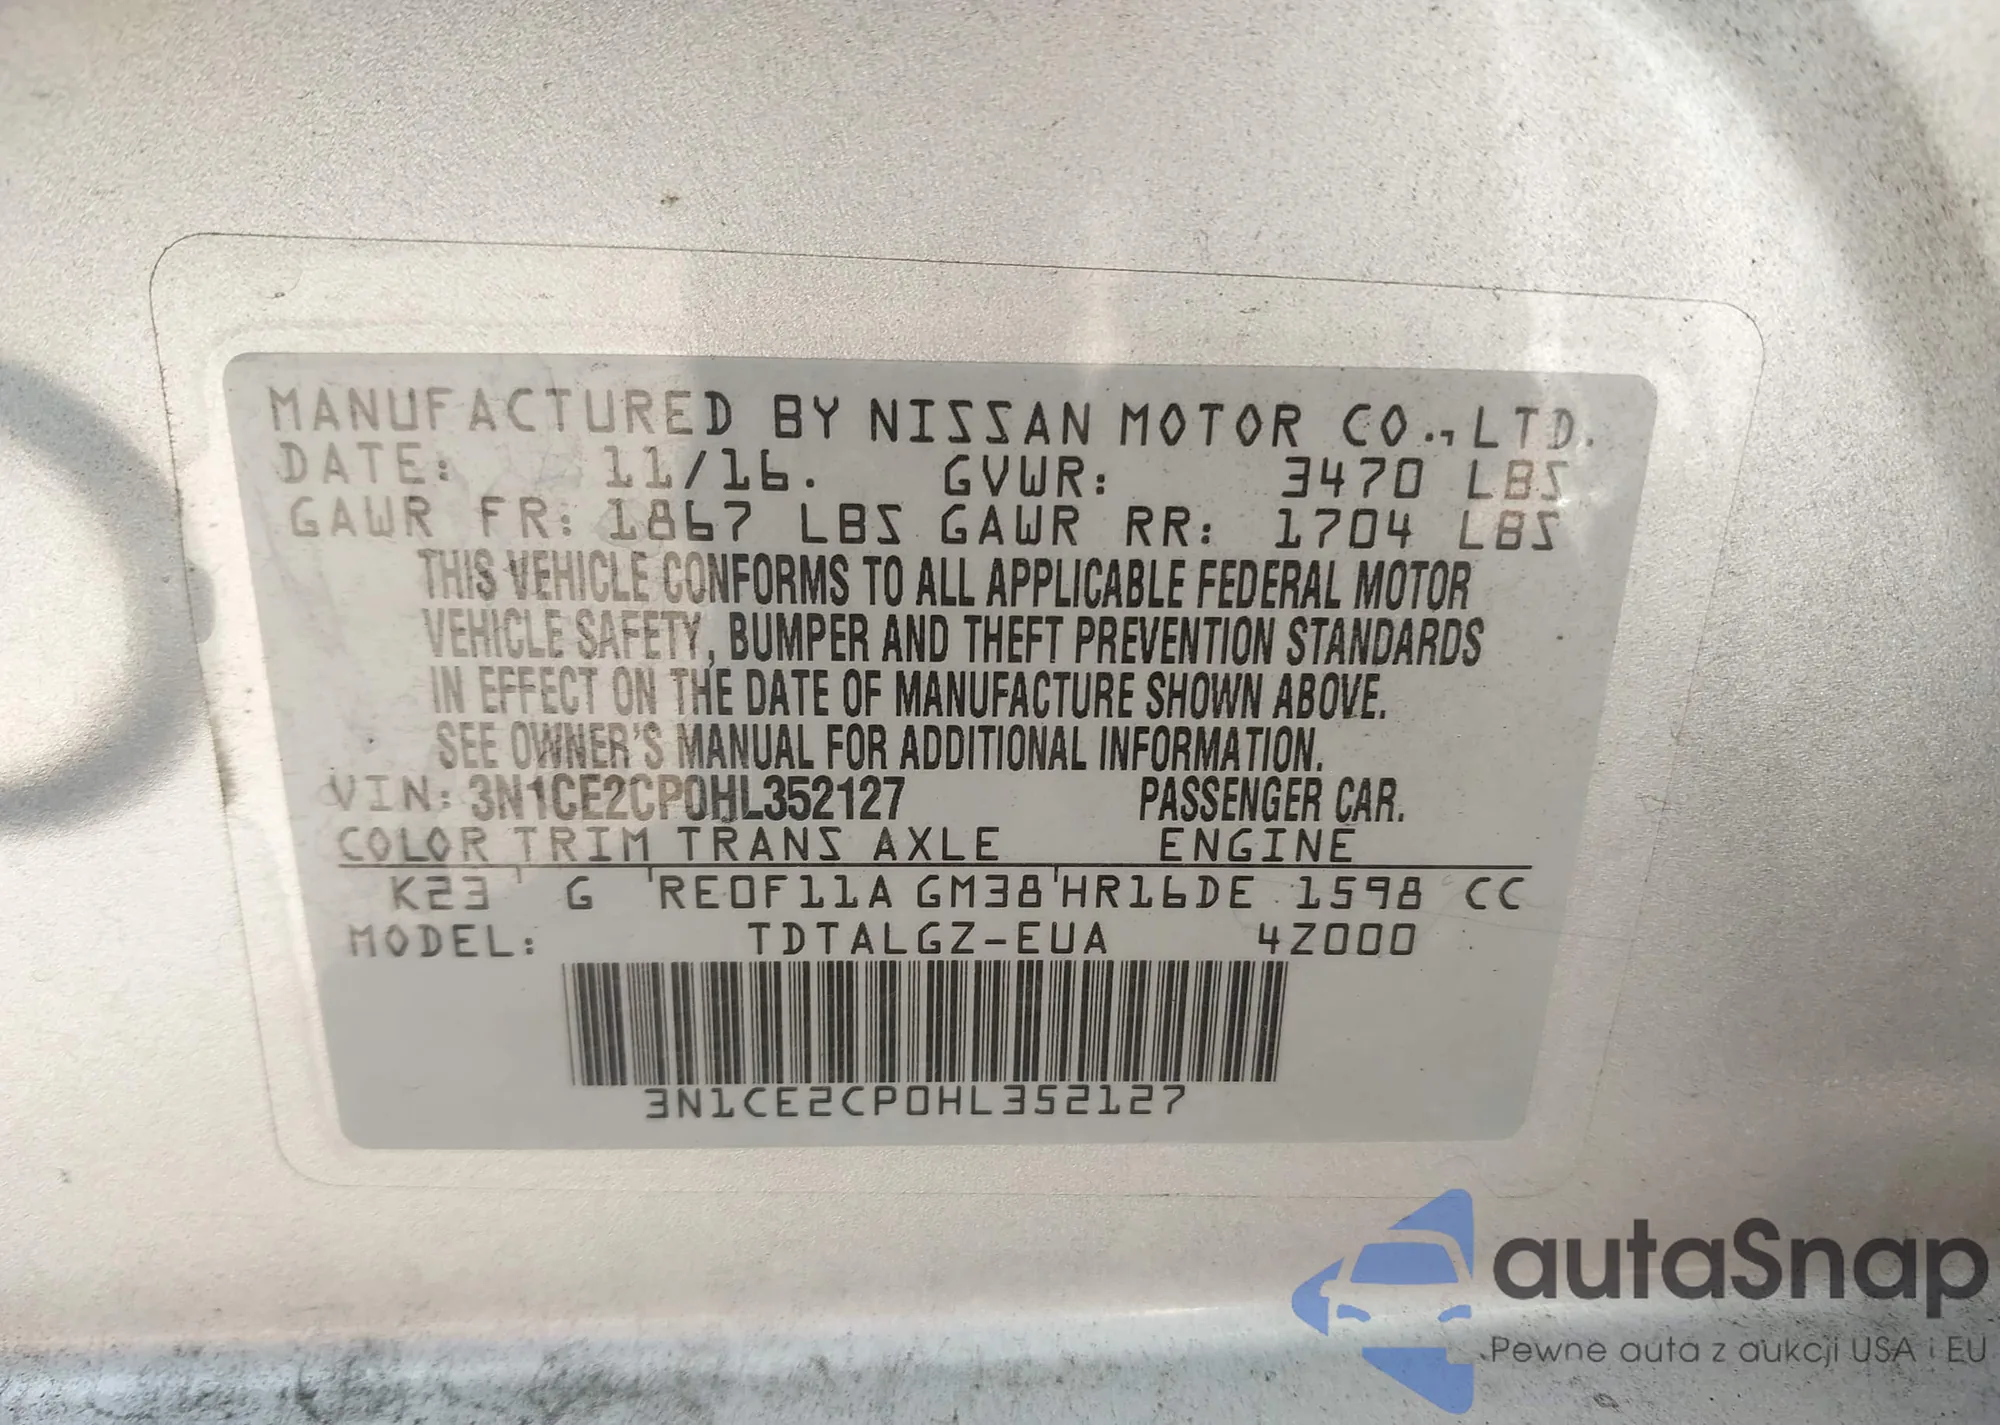 MANUFACTURED BY NISSAN MOTOR CO., LTD.
DATE: 11/16. GVWR: 3470 LBS
GAWR FR: 1867 LBS GAWR RR: 1704 LBS
THIS VEHICLE CONFORMS TO ALL APPLICABLE FEDERAL MOTOR
VEHICLE SAFETY, BUMPER AND THEFT PREVENTION STANDARDS
IN EFFECT ON THE DATE OF MANUFACTURE SHOWN ABOVE.
SEE OWNER'S MANUAL FOR ADDITIONAL INFORMATION.
VIN: 3N1CE2CP0HL352127 PASSENGER CAR.
COLOR TRIM TRANS AXLE ENGINE
K23 G RE0F11A GM38 HR16DE 1598 CC
MODEL: TDTALGZ-EUA 4Z000
3N1CE2CP0HL352127
autaSnap
Pewne auta z aukcji USA i EU